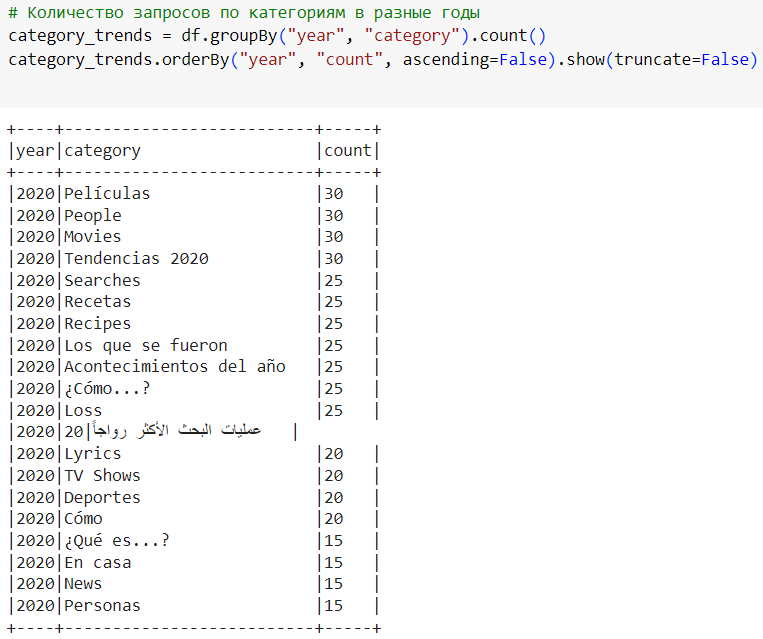 # Количество запросов по категориям в разные годы
category_trends = df.groupBy("year", "category").count()
category_trends.orderBy("year", "count", ascending=False).show(truncate=False)
+----+--------------------------+-----+
|year|category                  |count|
+----+--------------------------+-----+
|2020|Películas                 |30   |
|2020|People                    |30   |
|2020|Movies                    |30   |
|2020|Tendencias 2020           |30   |
|2020|Searches                  |25   |
|2020|Recetas                   |25   |
|2020|Recipes                   |25   |
|2020|Los que se fueron         |25   |
|2020|Acontecimientos del año   |25   |
|2020|¿Cómo...?                 |25   |
|2020|Loss                      |25   |
|2020|عمليات البحث الأكثر رواجاً|20   |
|2020|Lyrics                    |20   |
|2020|TV Shows                  |20   |
|2020|Deportes                  |20   |
|2020|Cómo                      |20   |
|2020|¿Qué es...?               |15   |
|2020|En casa                   |15   |
|2020|News                      |15   |
|2020|Personas                  |15   |
+----+--------------------------+-----+